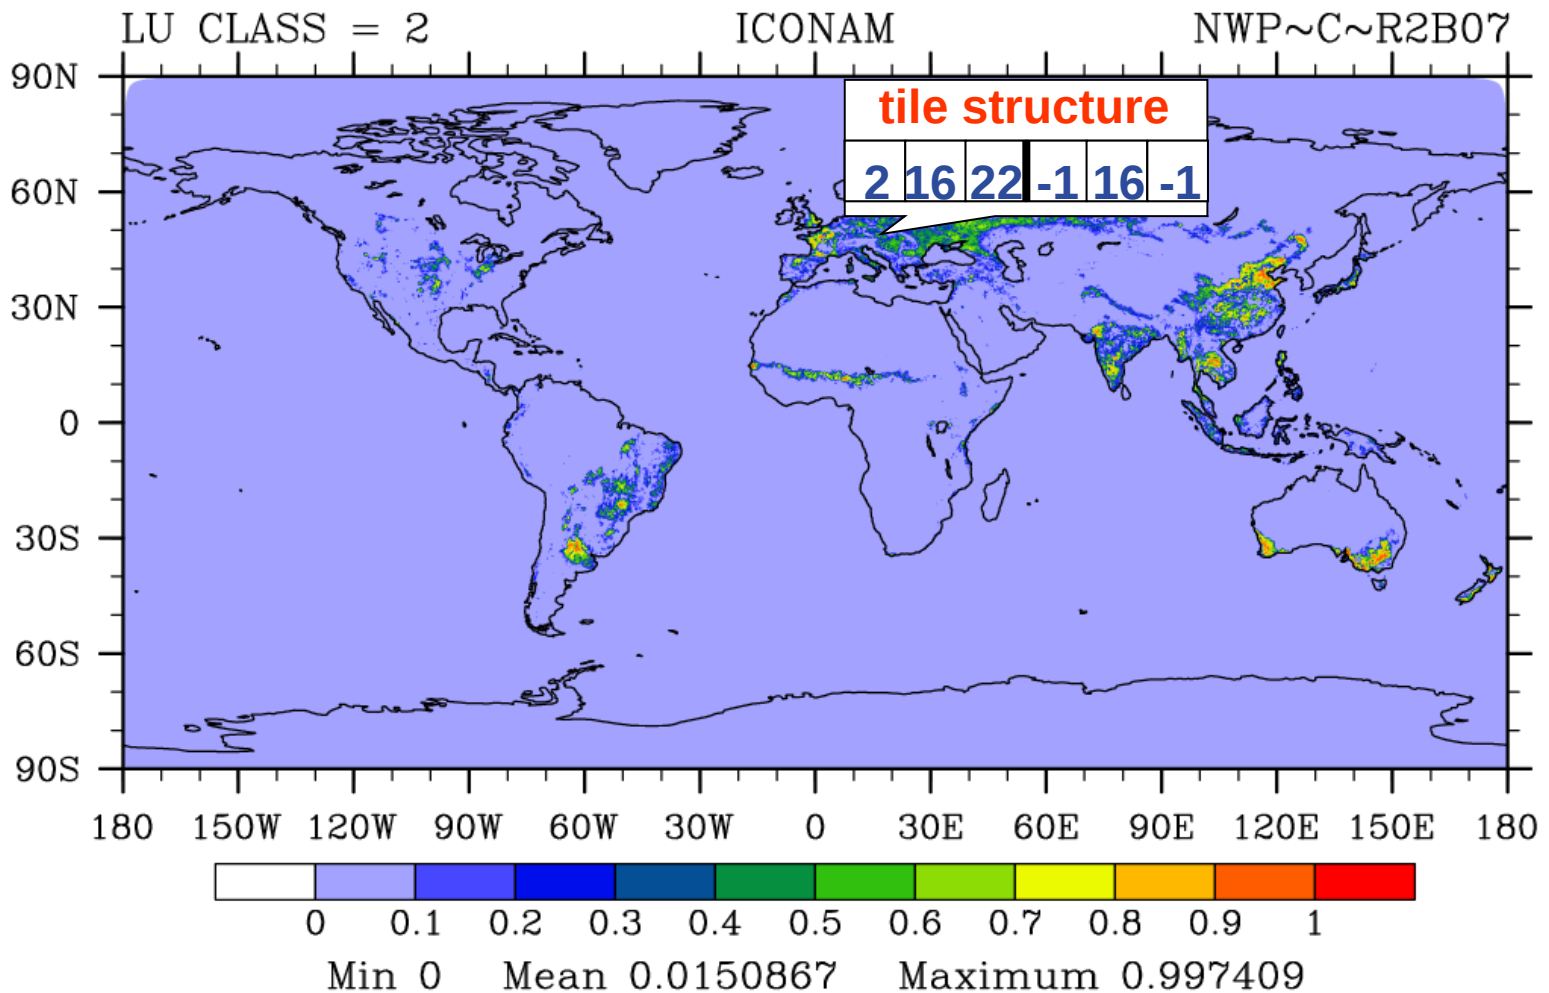 LU CLASS = 2 ICONAM NWP~C~R2B07
tile structure
2 16 22 -1 16 -1
90N
60N
30N
0
30S
60S
90S
180 150W 120W 90W 60W 30W 0 30E 60E 90E 120E 150E 180
0 0.1 0.2 0.3 0.4 0.5 0.6 0.7 0.8 0.9 1
Min 0 Mean 0.0150867 Maximum 0.997409